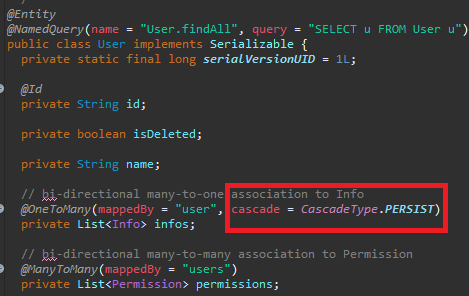 @Entity
@NamedQuery(name = "User.findAll", query = "SELECT u FROM User u")
public class User implements Serializable {
private static final long serialVersionUID = 1L;
@Id
private String id;
private boolean isDeleted;
private String name;
// bi-directional many-to-one association to Info
@OneToMany(mappedBy = "user", cascade = CascadeType.PERSIST)
private List<Info> infos;
// bi-directional many-to-many association to Permission
@ManyToMany(mappedBy = "users")
private List<Permission> permissions;